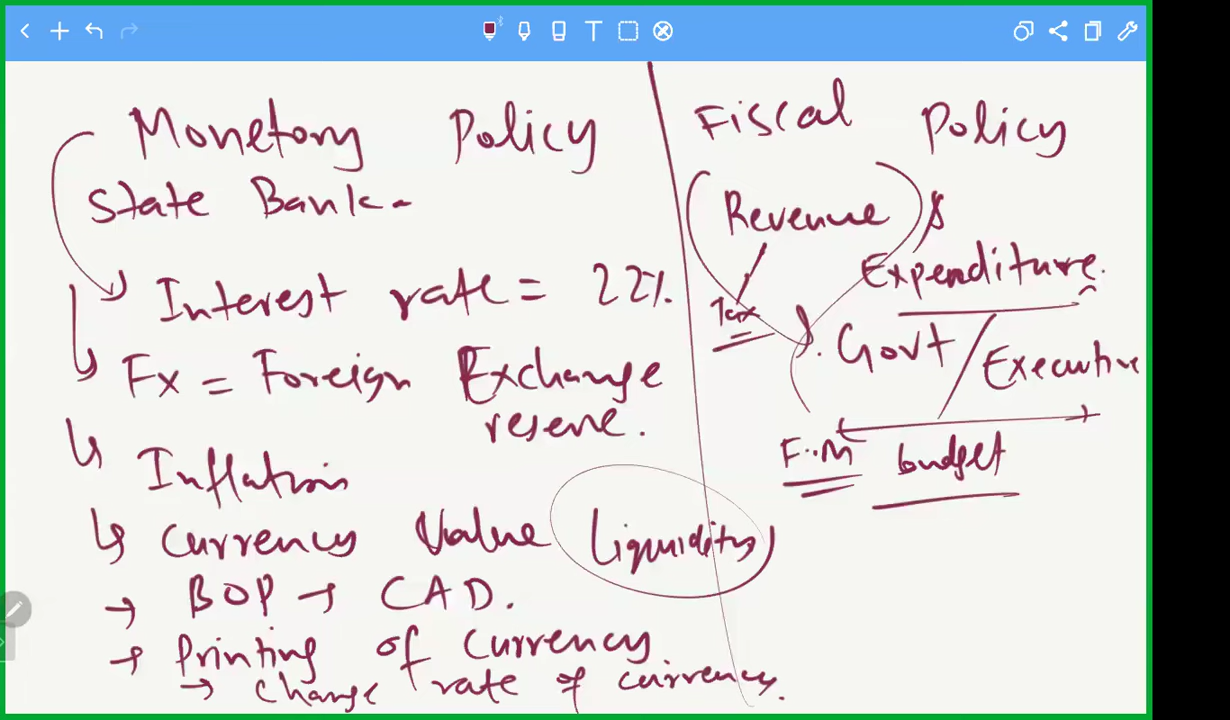 Monetory Policy
State Bank-
Interest rate = 22%
Fx = Foreign Exchange
reserve.
Inflation
Currency Value (Liquidity)
BOP → CAD.
→ Printing of currency
→ change rate of currency.
Fiscal Policy
(Revenue) &
Expenditure.
Tax
Govt / Executive
F.M budget
T